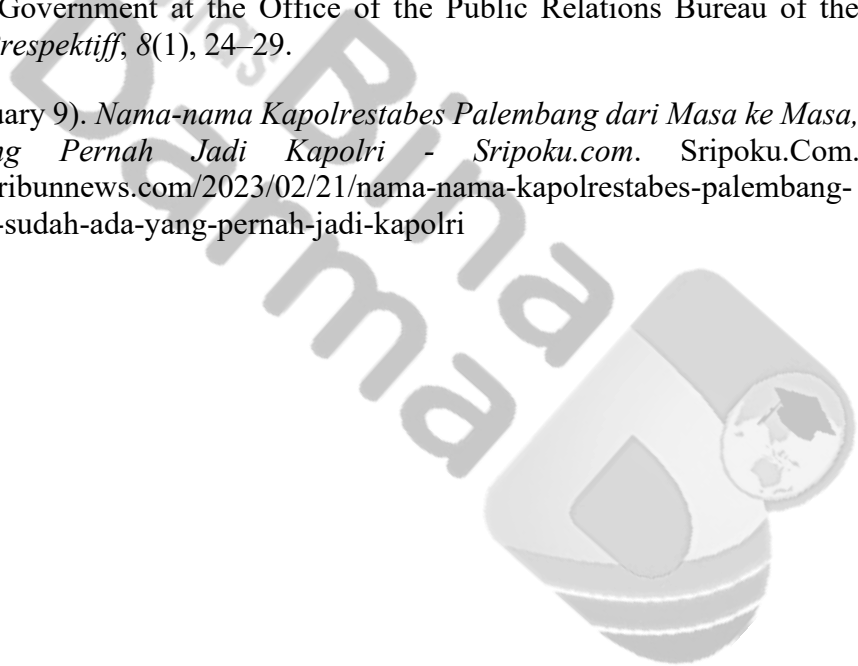 Government at the Office of the Public Relations Bureau of the
respektiff, 8(1), 24–29.
uary 9). Nama-nama Kapolrestabes Palembang dari Masa ke Masa,
ng Pernah Jadi Kapolri - Sripoku.com. Sripoku.Com.
ribunnews.com/2023/02/21/nama-nama-kapolrestabes-palembang-
-sudah-ada-yang-pernah-jadi-kapolri
Bina
Darma